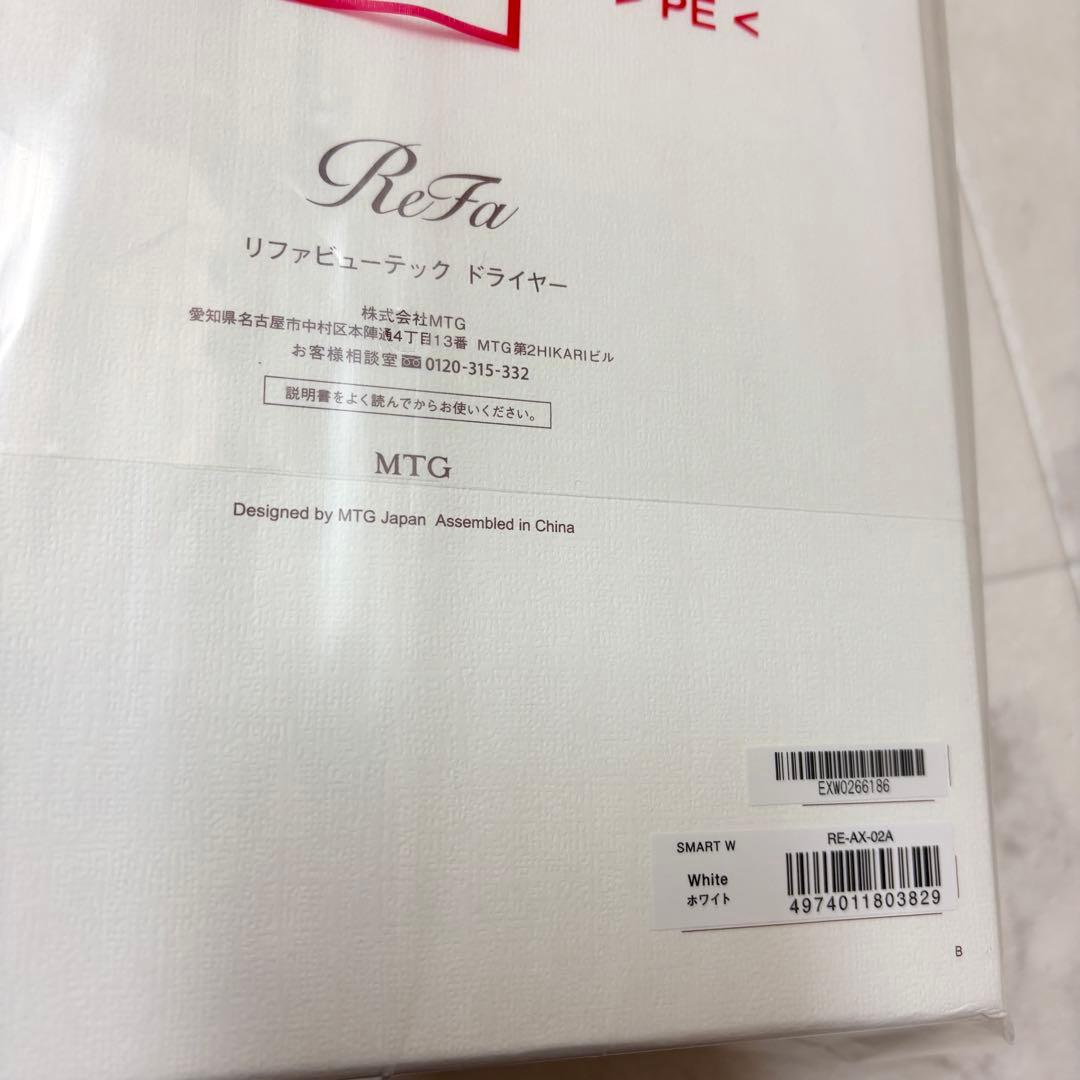 > PE <
ReFa
リファビューテック ドライヤー
株式会社MTG
愛知県名古屋市中村区本陣通4丁目13番 MTG第2HIKARIビル
お客様相談室 0120-315-332
説明書をよく読んでからお使いください。
MTG
Designed by MTG Japan Assembled in China
EXW0266186
SMART W
RE-AX-02A
White
ホワイト
4974011803829
B